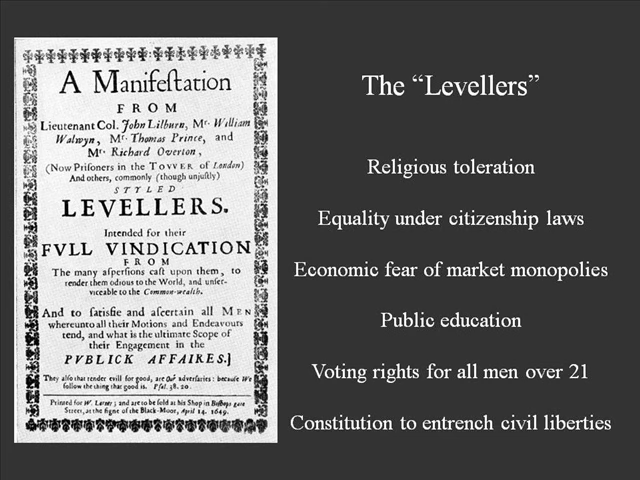 A Manifeſtation
FROM
Lieutenant Col. John Lilburn, Mr. William
Walwyn, Mr. Thomas Prince, and
Mr. Richard Overton,
(Now Priſoners in the TOVVER of London)
And others, commonly (though unjuſtly)
STYLED
LEVELLERS.
Intended for their
FVLL VINDICATION
FROM
The many aſperſions caſt upon them, to
render them odious to the World, and unſer-
viceable to the Common-wealth.
And to ſatisfie and aſcertain all MEN
whereunto all their Motions and Endeavours
tend, and what is the ultimate Scope of
their Engagement in the
PVBLICK AFFAIRES.]
They alſo that render evill for good, are Our adverſaries: becauſe We
follow the thing that good is. Pſal. 38. 20.
Printed for W. Larner; and are to be ſold at his Shop in Biſhops gate
Street, at the ſigne of the Black-Moor, April 14. 1649.
The “Levellers”
Religious toleration
Equality under citizenship laws
Economic fear of market monopolies
Public education
Voting rights for all men over 21
Constitution to entrench civil liberties